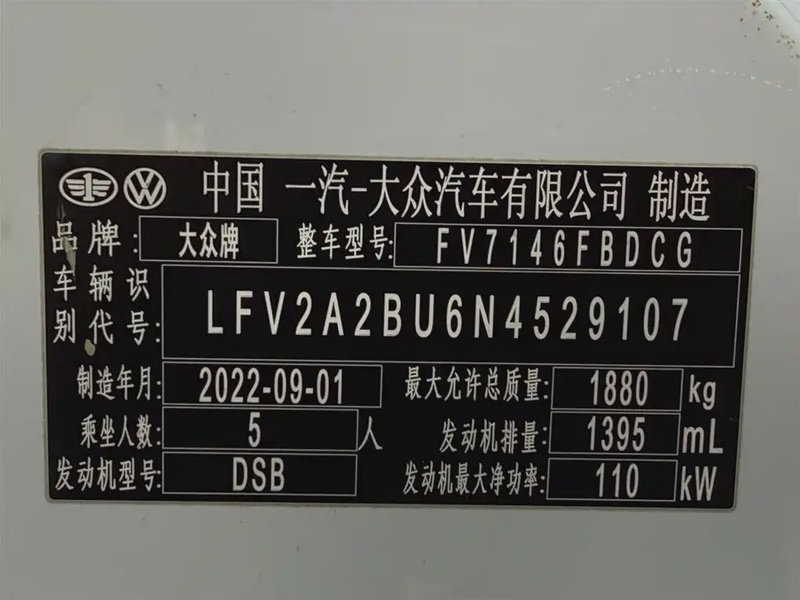 中国 一汽-大众汽车有限公司 制造
品牌: 大众牌 整车型号: FV7146FBDCG
车辆识别代号: LFV2A2BU6N4529107
制造年月: 2022-09-01 最大允许总质量: 1880 kg
乘坐人数: 5 人 发动机排量: 1395 mL
发动机型号: DSB 发动机最大净功率: 110 kW